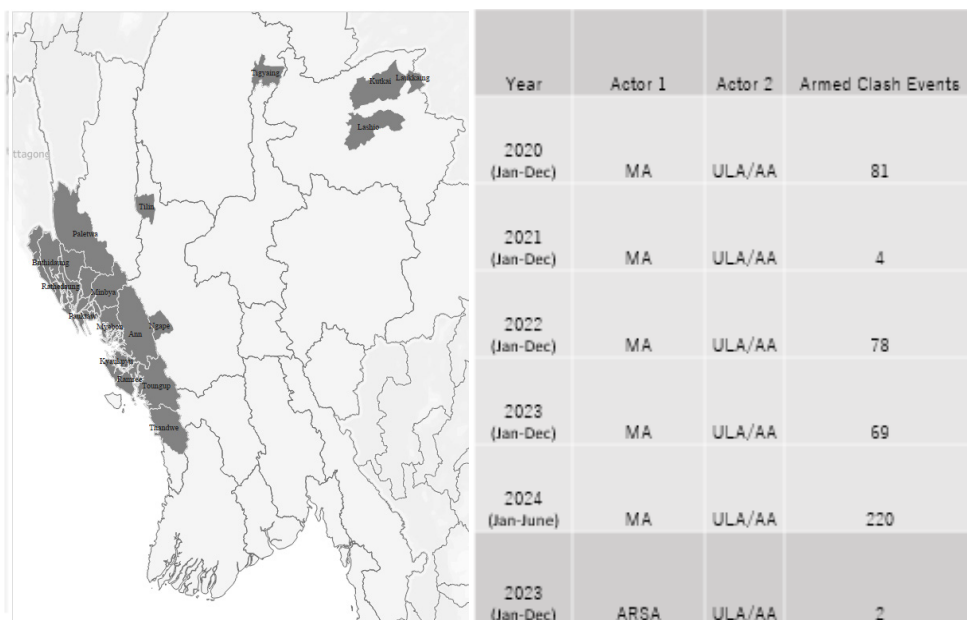 ttagong
Tigyaing
Kutkai
Laukkaing
Lashio
Tilin
Paletwa
Buthidaung
Rathedaung
Minbya
Pauktaw
Myebon
Ann
Ngape
Kyaukpyu
Ramree
Toungup
Thandwe
Year Actor 1 Actor 2 Armed Clash Events
2020
(Jan-Dec) MA ULA/AA 81
2021
(Jan-Dec) MA ULA/AA 4
2022
(Jan-Dec) MA ULA/AA 78
2023
(Jan-Dec) MA ULA/AA 69
2024
(Jan-June) MA ULA/AA 220
2023
(Jan-Dec) ARSA ULA/AA 2